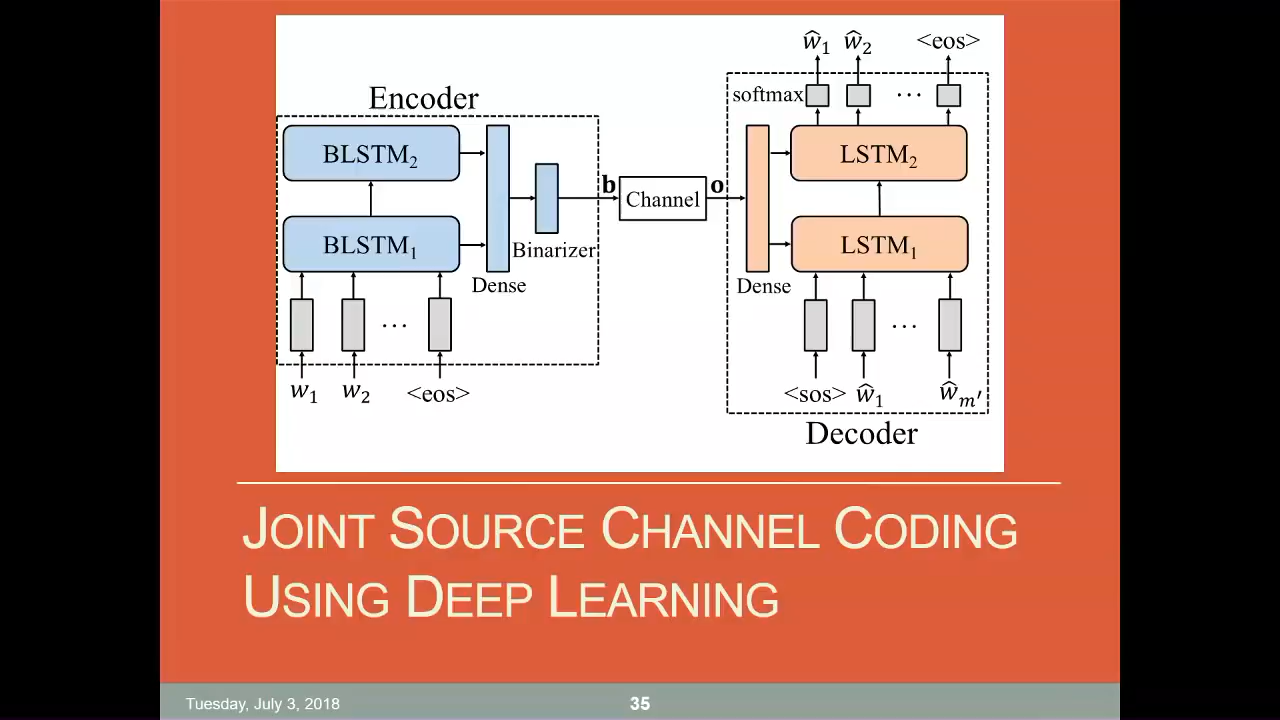 ŵ₁ ŵ₂ <eos>
softmax ...
Encoder
BLSTM₂
LSTM₂
b Channel o
BLSTM₁
Binarizer
LSTM₁
Dense
Dense
...
...
w₁ w₂ <eos>
<sos> ŵ₁ ŵₘ′
Decoder
JOINT SOURCE CHANNEL CODING
USING DEEP LEARNING
Tuesday, July 3, 2018
35